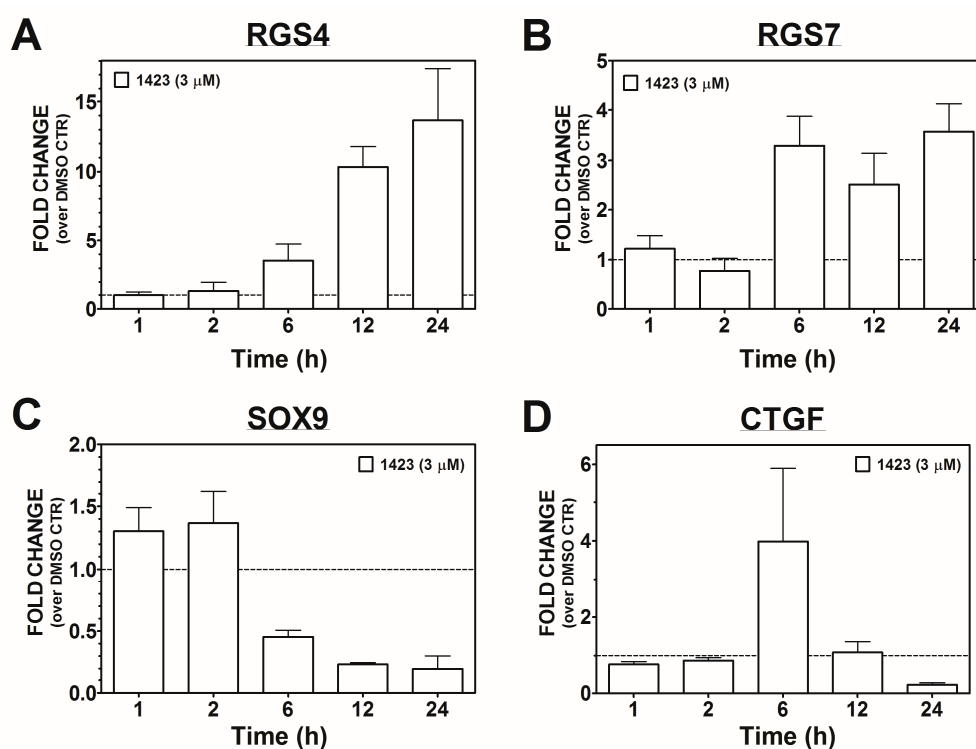 A
RGS4
1423 (3 μM)
FOLD CHANGE
(over DMSO CTR)
15
10
5
0
1 2 6 12 24
Time (h)
B
RGS7
1423 (3 μM)
FOLD CHANGE
(over DMSO CTR)
5
4
3
2
1
0
1 2 6 12 24
Time (h)
C
SOX9
1423 (3 μM)
FOLD CHANGE
(over DMSO CTR)
2.0
1.5
1.0
0.5
0.0
1 2 6 12 24
Time (h)
D
CTGF
1423 (3 μM)
FOLD CHANGE
(over DMSO CTR)
6
4
2
0
1 2 6 12 24
Time (h)